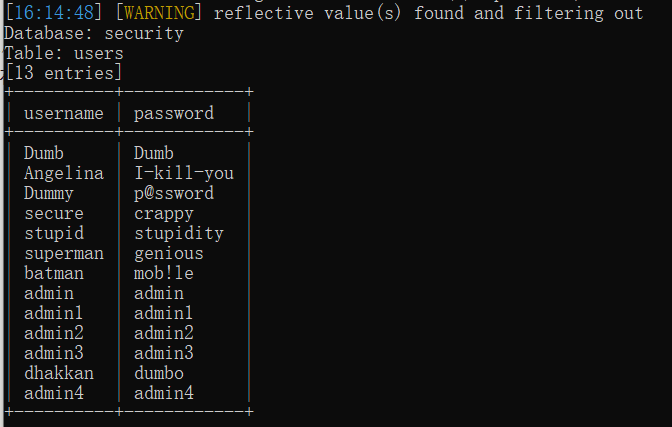 [16:14:48] [WARNING] reflective value(s) found and filtering out
Database: security
Table: users
[13 entries]
+----------+------------+
| username | password   |
+----------+------------+
| Dumb     | Dumb       |
| Angelina | I-kill-you |
| Dummy    | p@ssword   |
| secure   | crappy     |
| stupid   | stupidity  |
| superman | genious    |
| batman   | mob!le     |
| admin    | admin      |
| admin1   | admin1     |
| admin2   | admin2     |
| admin3   | admin3     |
| dhakkan  | dumbo      |
| admin4   | admin4     |
+----------+------------+